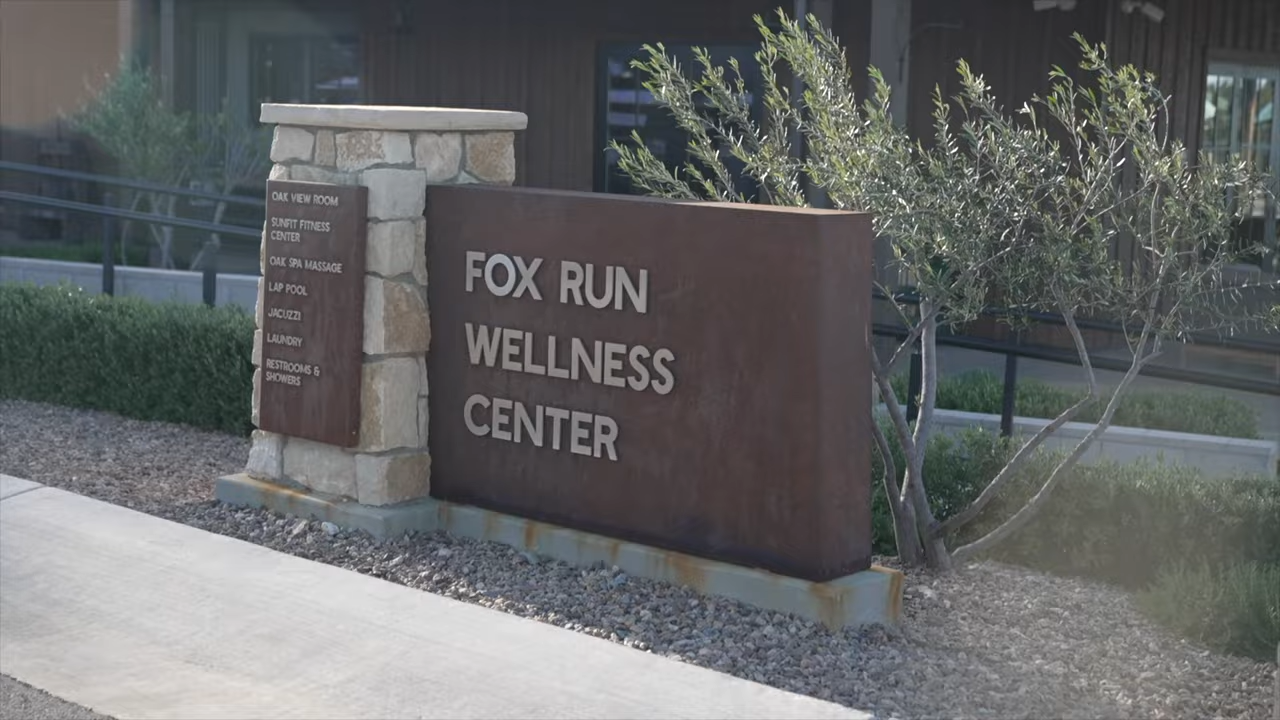 OAK VIEW ROOM
SUNFIT FITNESS
CENTER
OAK SPA MASSAGE
LAP POOL
JACUZZI
LAUNDRY
RESTROOMS &
SHOWERS
FOX RUN
WELLNESS
CENTER